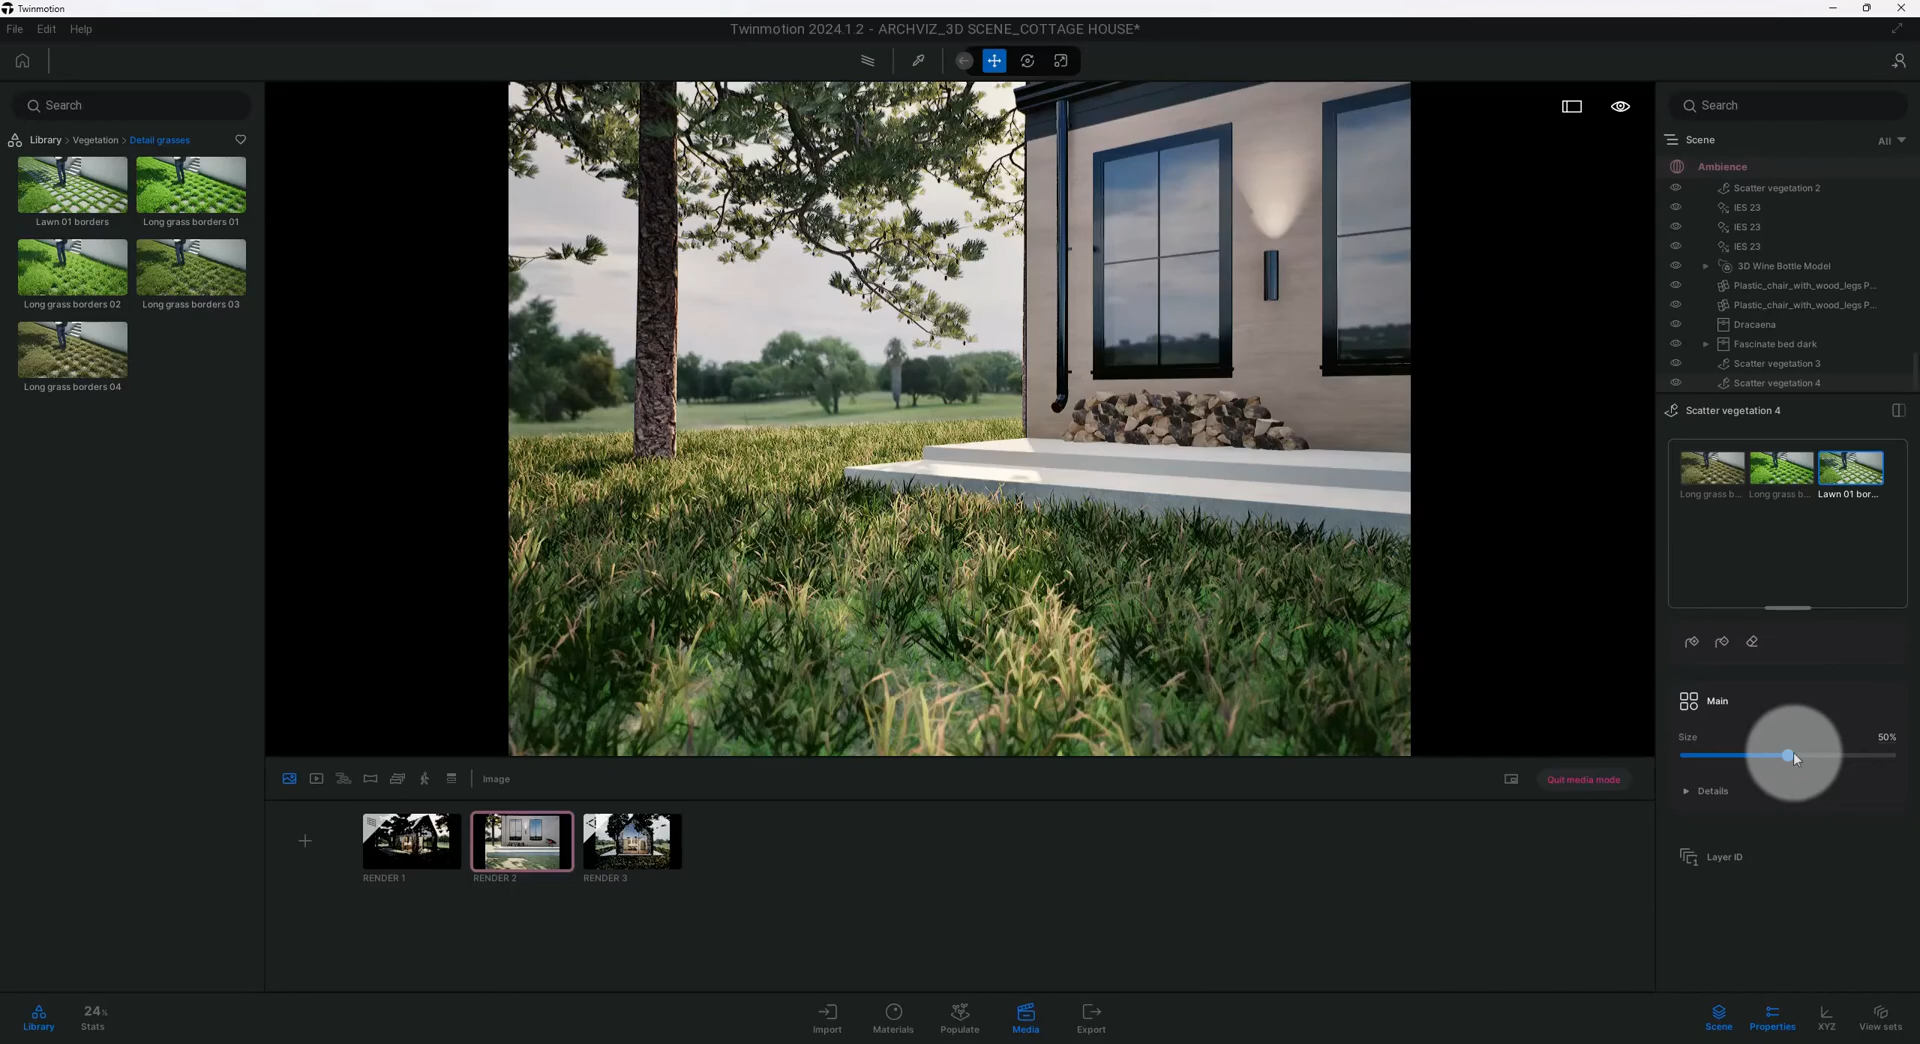 Twinmotion
File Edit Help
Twinmotion 2024.1.2 - ARCHVIZ_3D SCENE_COTTAGE HOUSE*
Search
Library > Vegetation > Detail grasses
Lawn 01 borders
Long grass borders 01
Long grass borders 02
Long grass borders 03
Long grass borders 04
Search
Scene
All
Ambience
Scatter vegetation 2
IES 23
IES 23
IES 23
3D Wine Bottle Model
Plastic_chair_with_wood_legs P...
Plastic_chair_with_wood_legs P...
Dracaena
Fascinate bed dark
Scatter vegetation 3
Scatter vegetation 4
Scatter vegetation 4
Long grass b...
Long grass b...
Lawn 01 bor...
Main
Size
50%
Details
Layer ID
Image
Quit media mode
RENDER 1
RENDER 2
RENDER 3
Library
24%
Stats
Import
Materials
Populate
Media
Export
Scene
Properties
XYZ
View sets